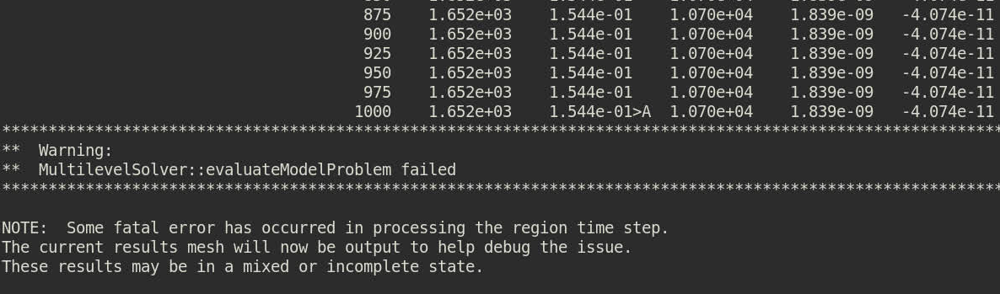 875 1.652e+03 1.544e-01 1.070e+04 1.839e-09 -4.074e-11
900 1.652e+03 1.544e-01 1.070e+04 1.839e-09 -4.074e-11
925 1.652e+03 1.544e-01 1.070e+04 1.839e-09 -4.074e-11
950 1.652e+03 1.544e-01 1.070e+04 1.839e-09 -4.074e-11
975 1.652e+03 1.544e-01 1.070e+04 1.839e-09 -4.074e-11
1000 1.652e+03 1.544e-01>A 1.070e+04 1.839e-09 -4.074e-11
************************************************************************************************************
** Warning:
** MultilevelSolver::evaluateModelProblem failed
************************************************************************************************************
NOTE: Some fatal error has occurred in processing the region time step.
The current results mesh will now be output to help debug the issue.
These results may be in a mixed or incomplete state.